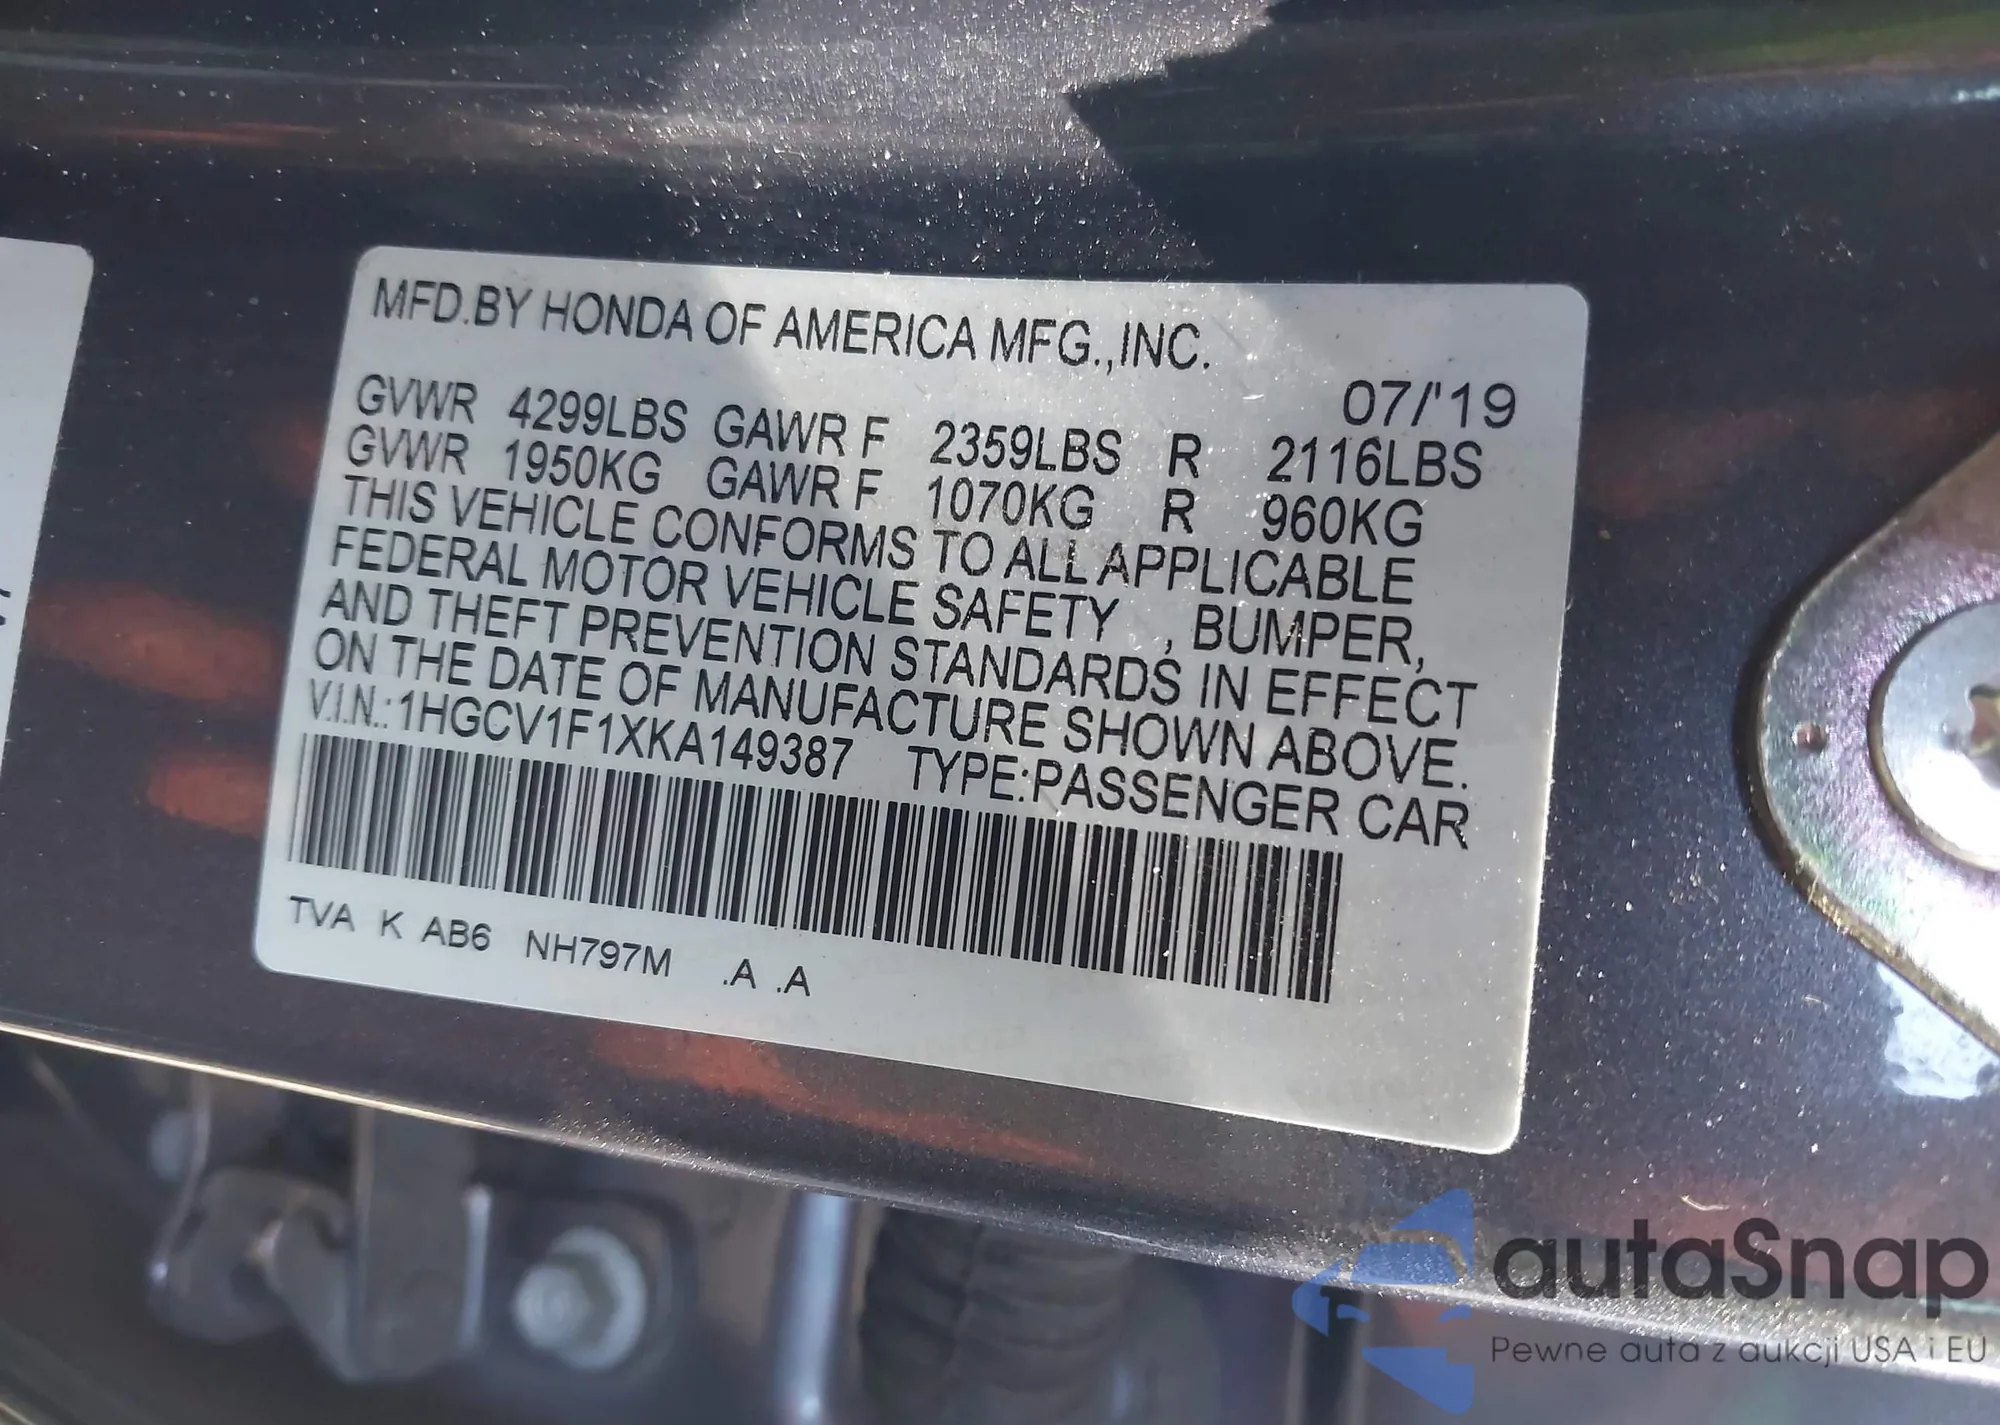 MFD.BY HONDA OF AMERICA MFG.,INC.
07/'19
GVWR 4299LBS GAWR F 2359LBS R 2116LBS
GVWR 1950KG GAWR F 1070KG R 960KG
THIS VEHICLE CONFORMS TO ALL APPLICABLE
FEDERAL MOTOR VEHICLE SAFETY , BUMPER,
AND THEFT PREVENTION STANDARDS IN EFFECT
ON THE DATE OF MANUFACTURE SHOWN ABOVE.
V.I.N.:1HGCV1F1XKA149387 TYPE:PASSENGER CAR
TVA K AB6 NH797M .A .A
autaSnap
Pewne auta z aukcji USA i EU